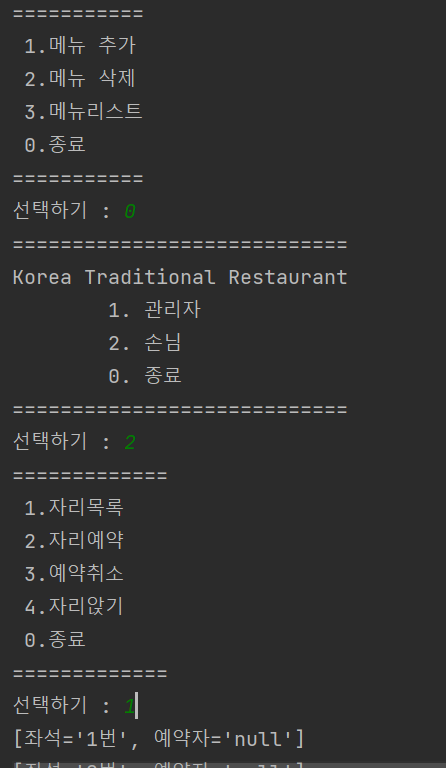 ===========
1.메뉴 추가
2.메뉴 삭제
3.메뉴리스트
0.종료
===========
선택하기 : 0
============================
Korea Traditional Restaurant
1. 관리자
2. 손님
0. 종료
============================
선택하기 : 2
=============
1.자리목록
2.자리예약
3.예약취소
4.자리앉기
0.종료
=============
선택하기 : 1
[좌석='1번', 예약자='null']